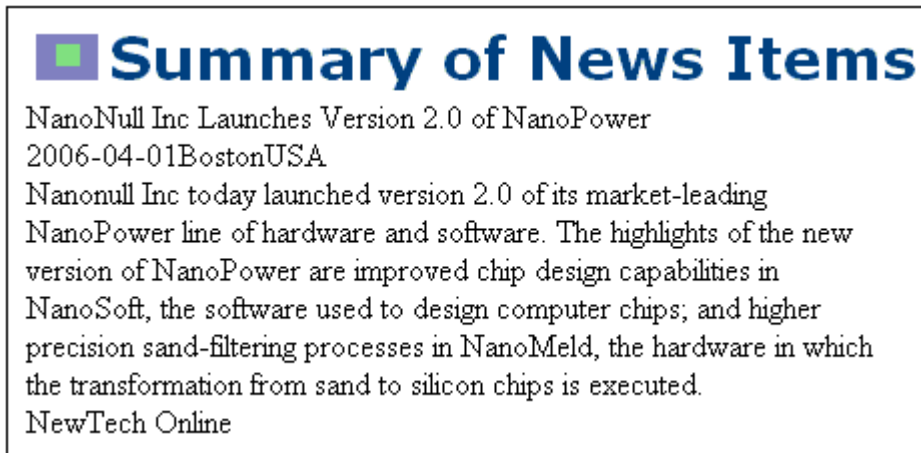 Summary of News Items
NanoNull Inc Launches Version 2.0 of NanoPower
2006-04-01BostonUSA
Nanonull Inc today launched version 2.0 of its market-leading
NanoPower line of hardware and software. The highlights of the new
version of NanoPower are improved chip design capabilities in
NanoSoft, the software used to design computer chips; and higher
precision sand-filtering processes in NanoMeld, the hardware in which
the transformation from sand to silicon chips is executed.
NewTech Online